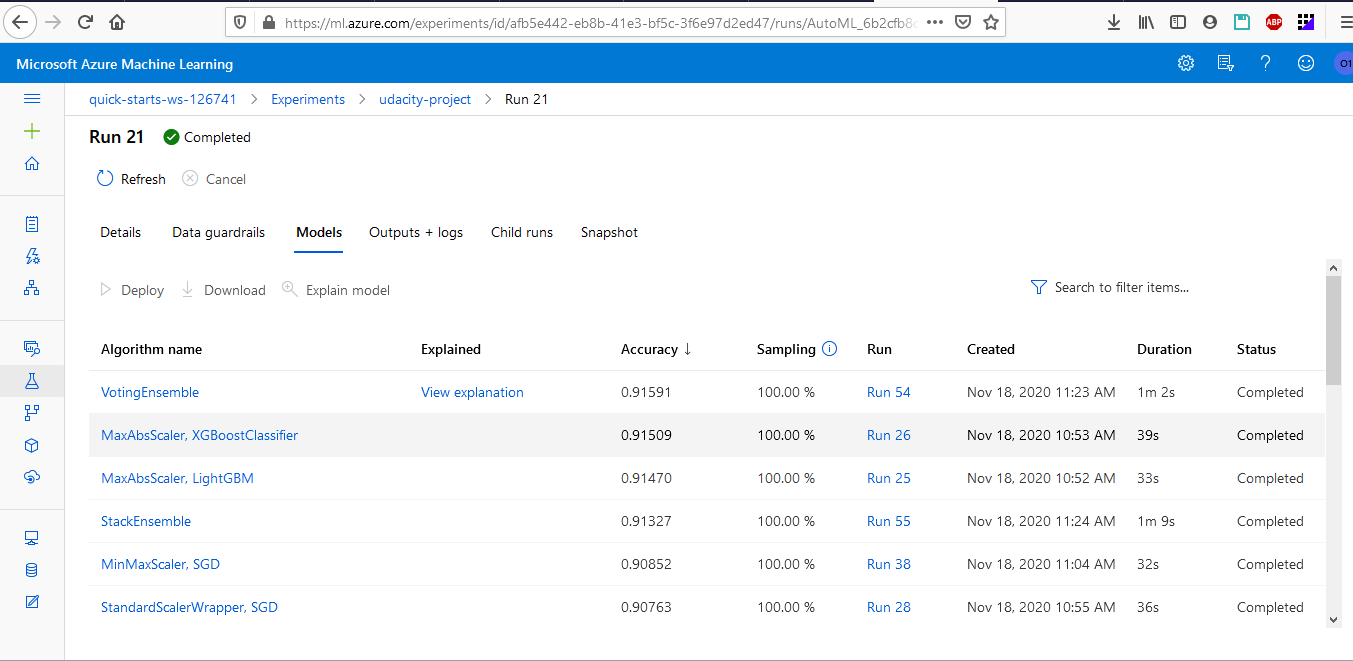 https://ml.azure.com/experiments/id/afb5e442-eb8b-41e3-bf5c-3f6e97d2ed47/runs/AutoML_6b2cfb8
ABP
Microsoft Azure Machine Learning
01
quick-starts-ws-126741 > Experiments > udacity-project > Run 21
Run 21 Completed
Refresh Cancel
Details Data guardrails Models Outputs + logs Child runs Snapshot
Deploy Download Explain model Search to filter items...
Algorithm name Explained Accuracy ↓ Sampling Run Created Duration Status
VotingEnsemble View explanation 0.91591 100.00 % Run 54 Nov 18, 2020 11:23 AM 1m 2s Completed
MaxAbsScaler, XGBoostClassifier 0.91509 100.00 % Run 26 Nov 18, 2020 10:53 AM 39s Completed
MaxAbsScaler, LightGBM 0.91470 100.00 % Run 25 Nov 18, 2020 10:52 AM 33s Completed
StackEnsemble 0.91327 100.00 % Run 55 Nov 18, 2020 11:24 AM 1m 9s Completed
MinMaxScaler, SGD 0.90852 100.00 % Run 38 Nov 18, 2020 11:04 AM 32s Completed
StandardScalerWrapper, SGD 0.90763 100.00 % Run 28 Nov 18, 2020 10:55 AM 36s Completed